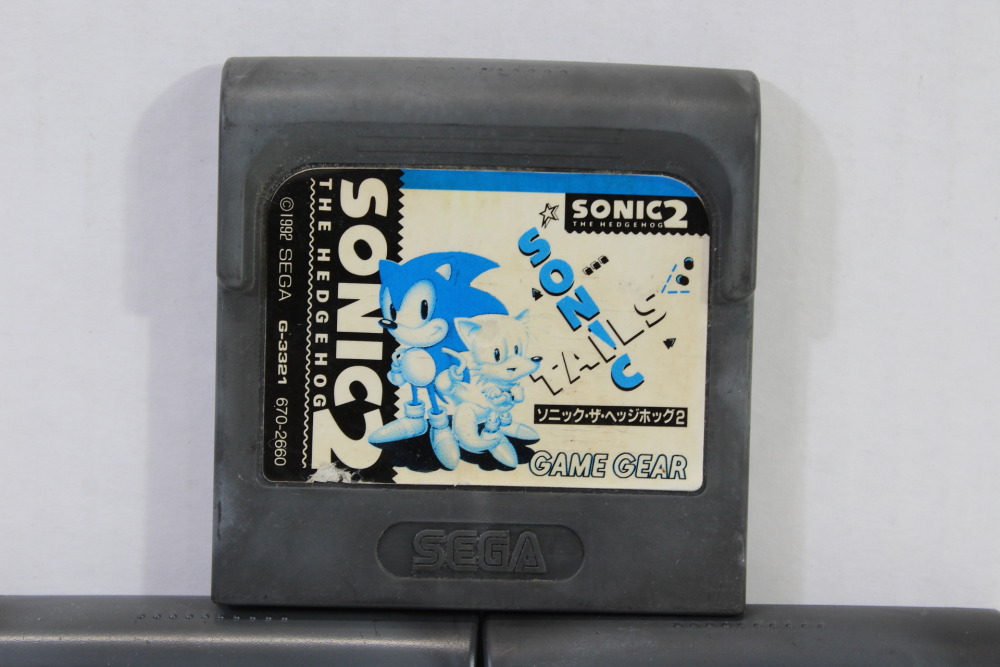 ©1992 SEGA G-3321 670-2660
SONIC 2
THE HEDGEHOG
SONIC 2
THE HEDGEHOG
SONIC
TAILS
ソニック・ザ・ヘッジホッグ2
GAME GEAR
SEGA